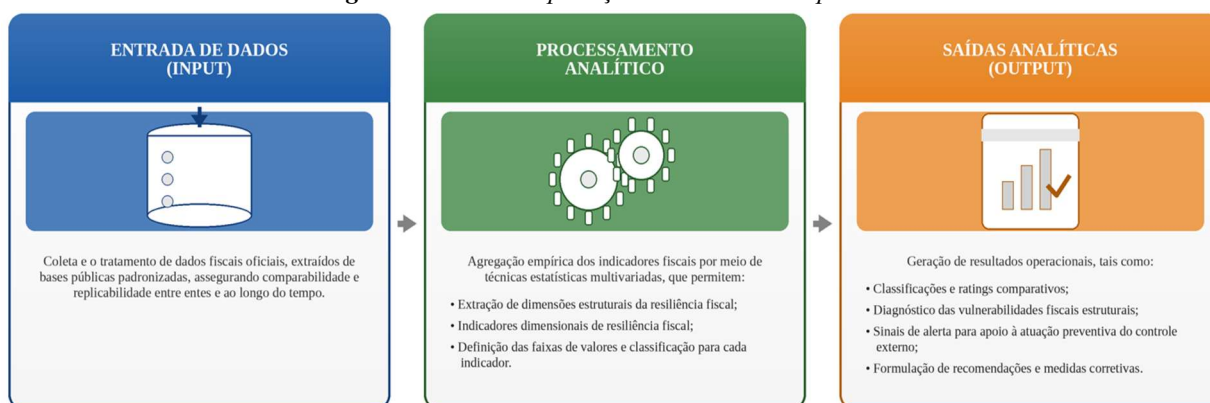 ENTRADA DE DADOS
(INPUT)
Coleta e o tratamento de dados fiscais oficiais, extraídos de
bases públicas padronizadas, assegurando comparabilidade e
replicabilidade entre entes e ao longo do tempo.
PROCESSAMENTO
ANALÍTICO
Agregação empírica dos indicadores fiscais por meio de
técnicas estatísticas multivariadas, que permitem:
• Extração de dimensões estruturais da resiliência fiscal;
• Indicadores dimensionais de resiliência fiscal;
• Definição das faixas de valores e classificação para cada
indicador.
SAÍDAS ANALÍTICAS
(OUTPUT)
Geração de resultados operacionais, tais como:
• Classificações e ratings comparativos;
• Diagnóstico das vulnerabilidades fiscais estruturais;
• Sinais de alerta para apoio à atuação preventiva do controle
externo;
• Formulação de recomendações e medidas corretivas.